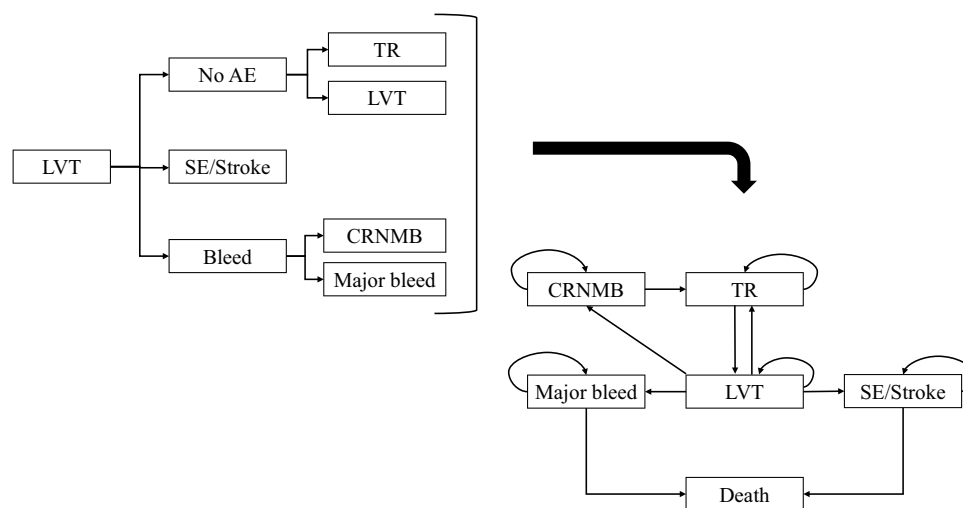 TR
No AE
LVT
LVT
SE/Stroke
CRNMB
Bleed
Major bleed
CRNMB
TR
Major bleed
LVT
SE/Stroke
Death